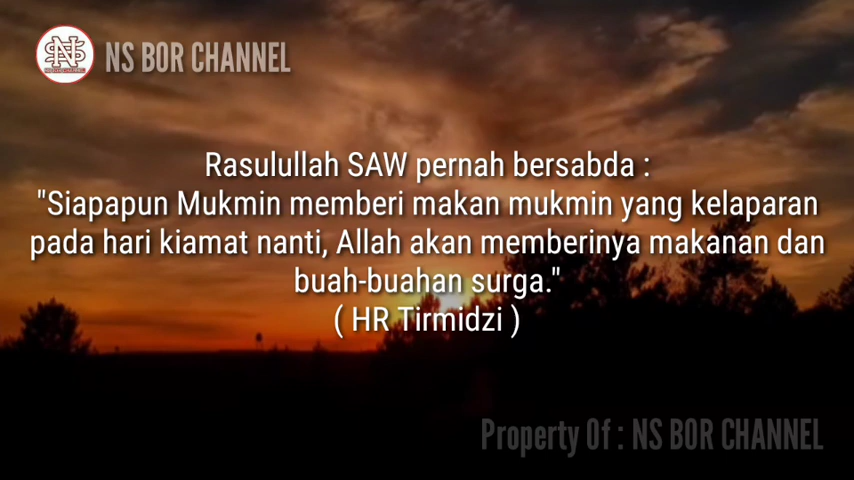 NS BOR CHANNEL
Rasulullah SAW pernah bersabda :
"Siapapun Mukmin memberi makan mukmin yang kelaparan
pada hari kiamat nanti, Allah akan memberinya makanan dan
buah-buahan surga."
( HR Tirmidzi )
Property Of : NS BOR CHANNEL